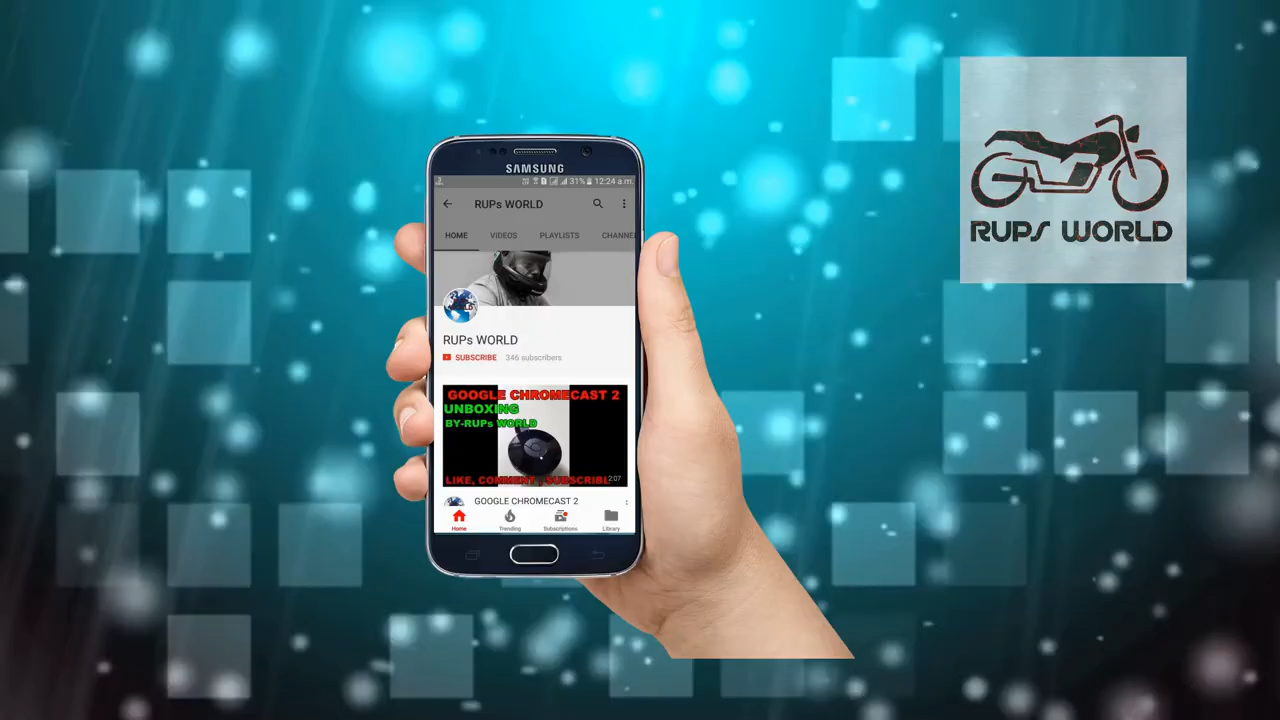 SAMSUNG
31% 12:24 a.m.
RUPs WORLD
HOME VIDEOS PLAYLISTS CHANNE
RUPs WORLD
SUBSCRIBE 346 subscribers
GOOGLE CHROMECAST 2
UNBOXING
BY-RUPs WORLD
LIKE, COMMENT, SUBSCRIBE
2:07
GOOGLE CHROMECAST 2
Home Trending Subscriptions Library
RUPS WORLD